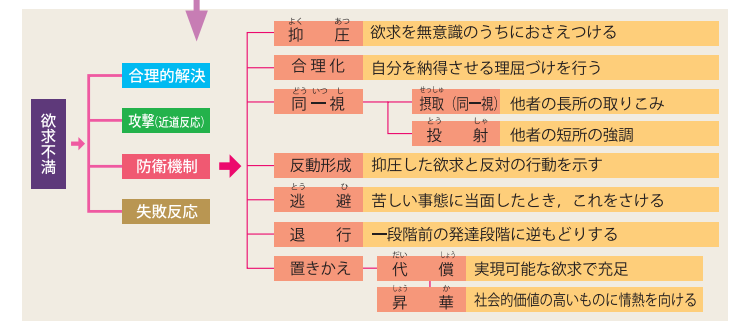 欲求不満
合理的解決
攻撃(近道反応)
防衛機制
失敗反応
よく あつ
抑圧 欲求を無意識のうちにおさえつける
合理化 自分を納得させる理屈づけを行う
どういつ し
同一視
せっしゅ
摂取(同一視) 他者の長所の取りこみ
とう しゃ
投射 他者の短所の強調
反動形成 抑圧した欲求と反対の行動を示す
とう ひ
逃避 苦しい事態に当面したとき,これをさける
退行 一段階前の発達段階に逆もどりする
置きかえ
だい しょう
代償 実現可能な欲求で充足
しょう か
昇華 社会的価値の高いものに情熱を向ける